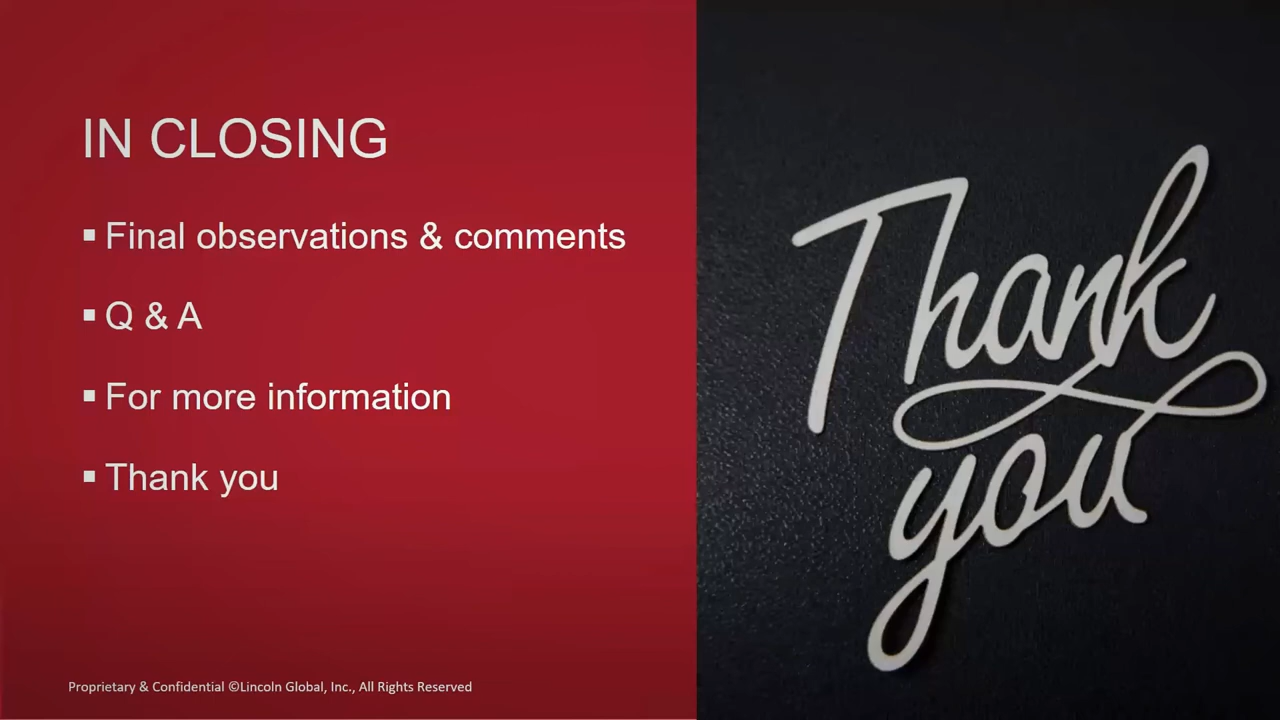 IN CLOSING
▪ Final observations & comments
▪ Q & A
▪ For more information
▪ Thank you
Proprietary & Confidential ©Lincoln Global, Inc., All Rights Reserved
Thank
you